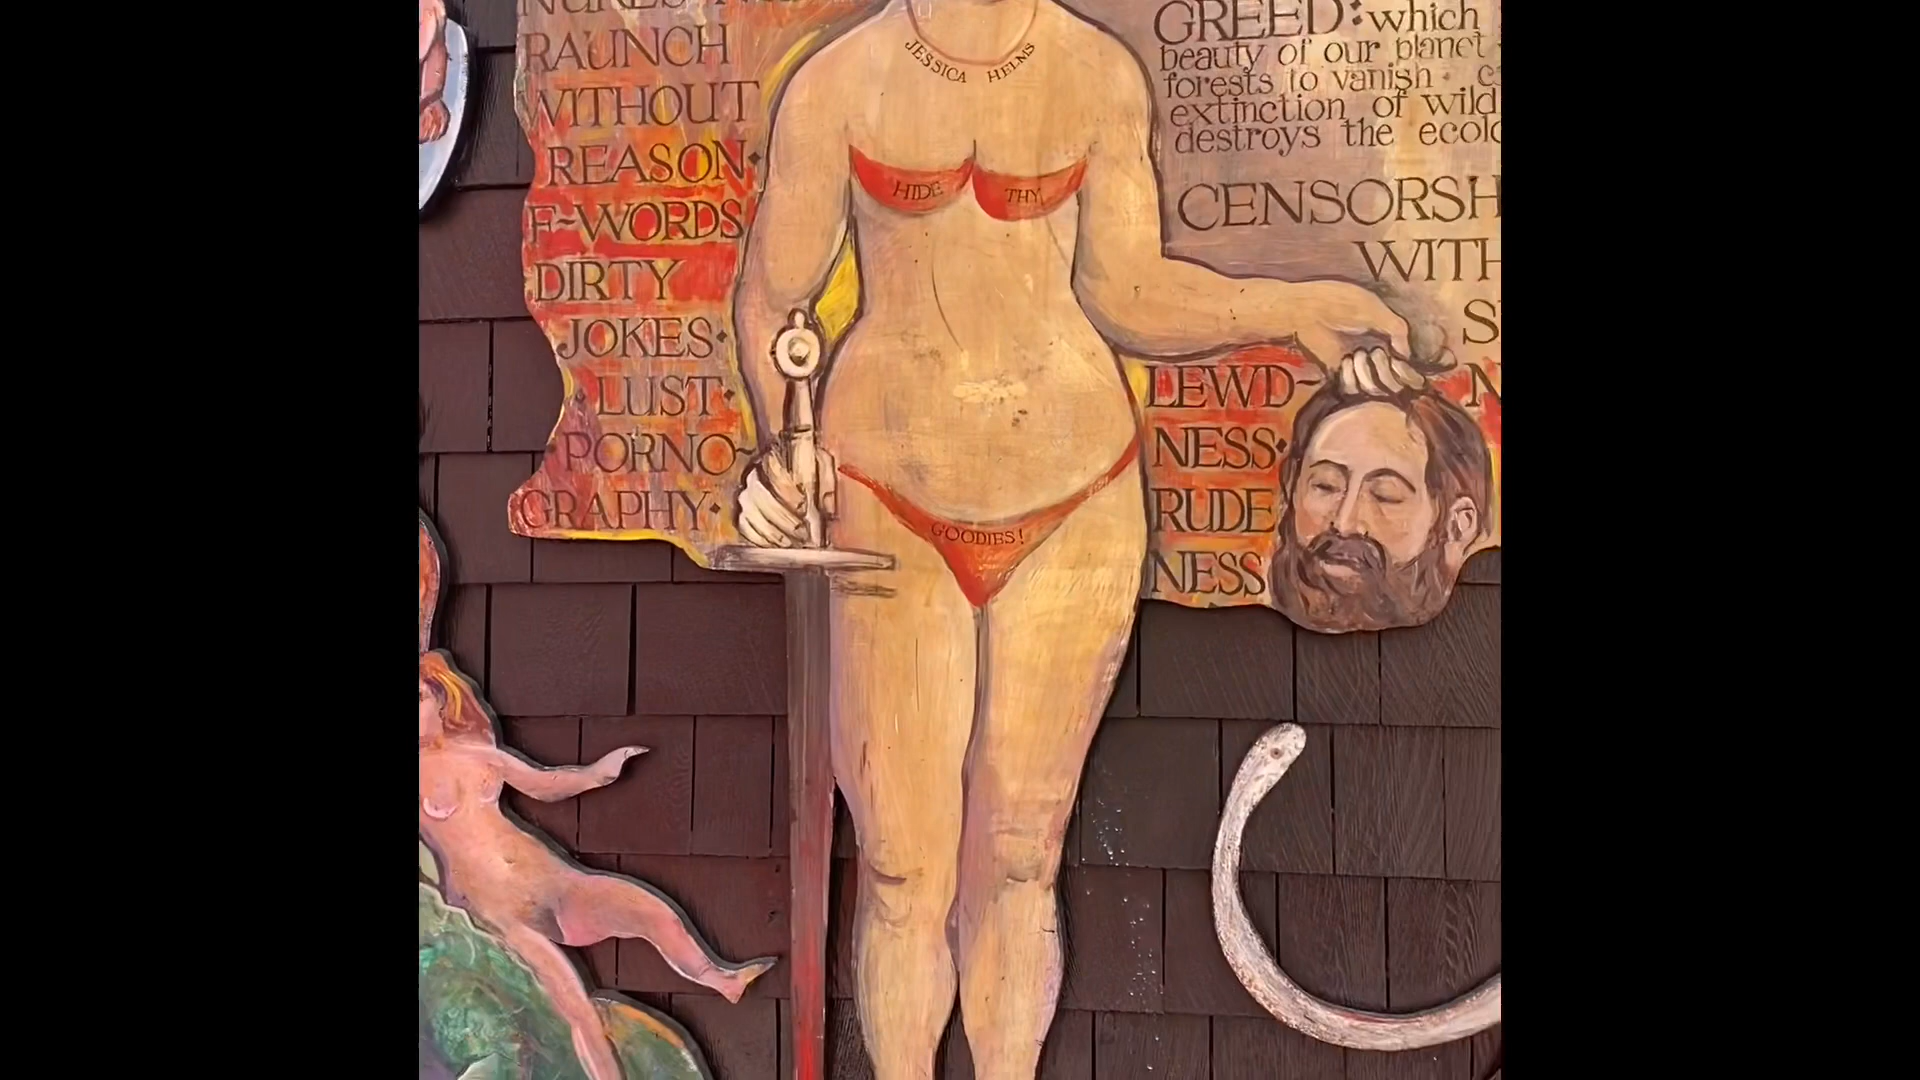 RAUNCH
WITHOUT
REASON·
F~WORDS
DIRTY
JOKES·
· LUST·
PORNO~
GRAPHY·
JESSICA HELMS
HIDE THY
GOODIES!
GREED: which
beauty of our planet
forests to vanish ·
extinction of wild
destroys the
CENSORSH
WITH
LEWD~
NESS·
RUDE
NESS